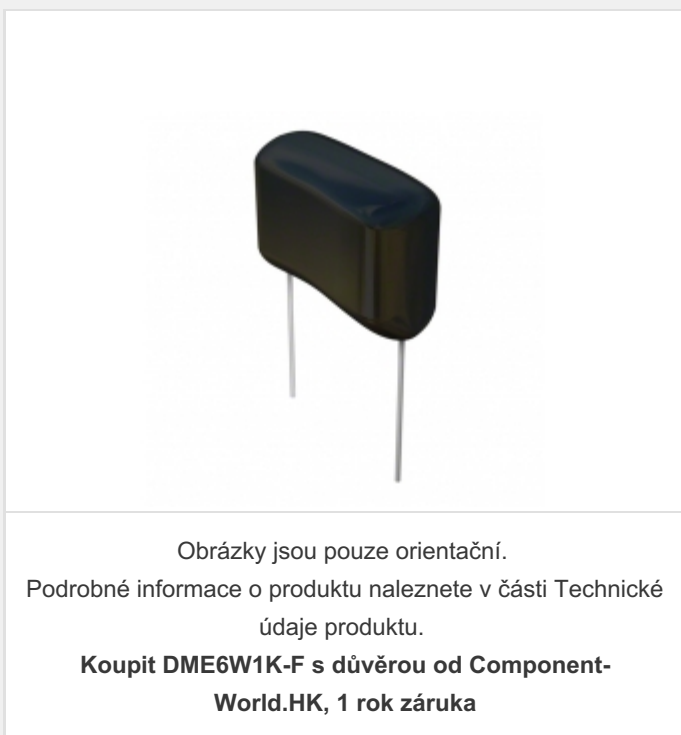 Obrázky jsou pouze orientační.
Podrobné informace o produktu naleznete v části Technické
údaje produktu.
Koupit DME6W1K-F s důvěrou od Component-
World.HK, 1 rok záruka